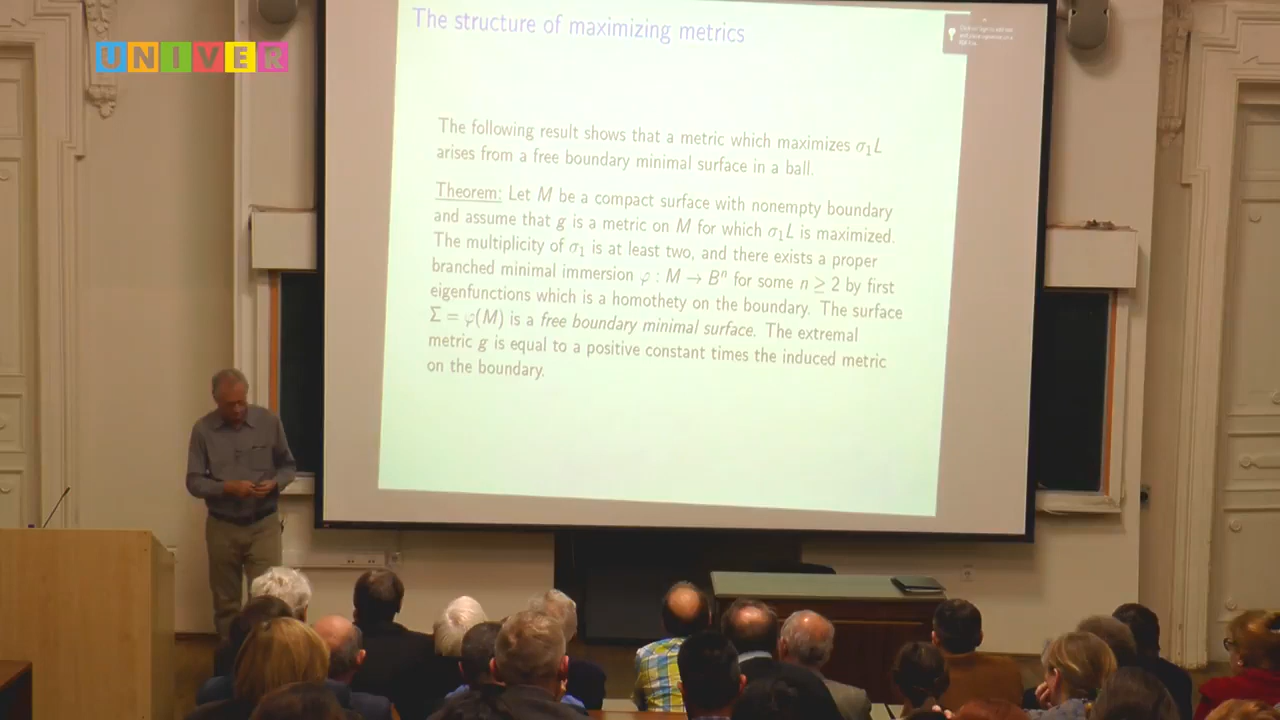 UNIVER
The structure of maximizing metrics
The following result shows that a metric which maximizes σ₁L
arises from a free boundary minimal surface in a ball.
Theorem: Let M be a compact surface with nonempty boundary
and assume that g is a metric on M for which σ₁L is maximized.
The multiplicity of σ₁ is at least two, and there exists a proper
branched minimal immersion φ : M → Bⁿ for some n ≥ 2 by first
eigenfunctions which is a homothety on the boundary. The surface
Σ = φ(M) is a free boundary minimal surface. The extremal
metric g is equal to a positive constant times the induced metric
on the boundary.